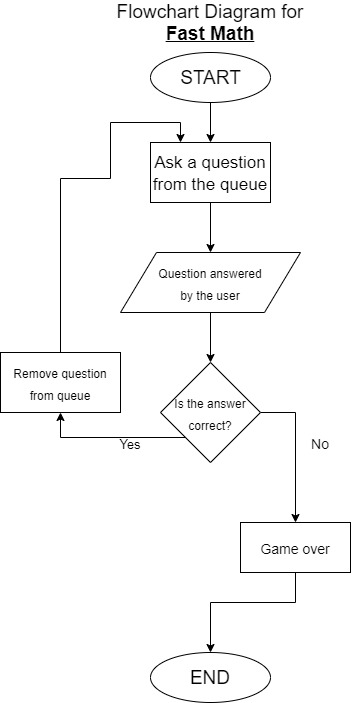 Flowchart Diagram for
Fast Math
START
Ask a question
from the queue
Question answered
by the user
Remove question
from queue
Is the answer
correct?
Yes
No
Game over
END